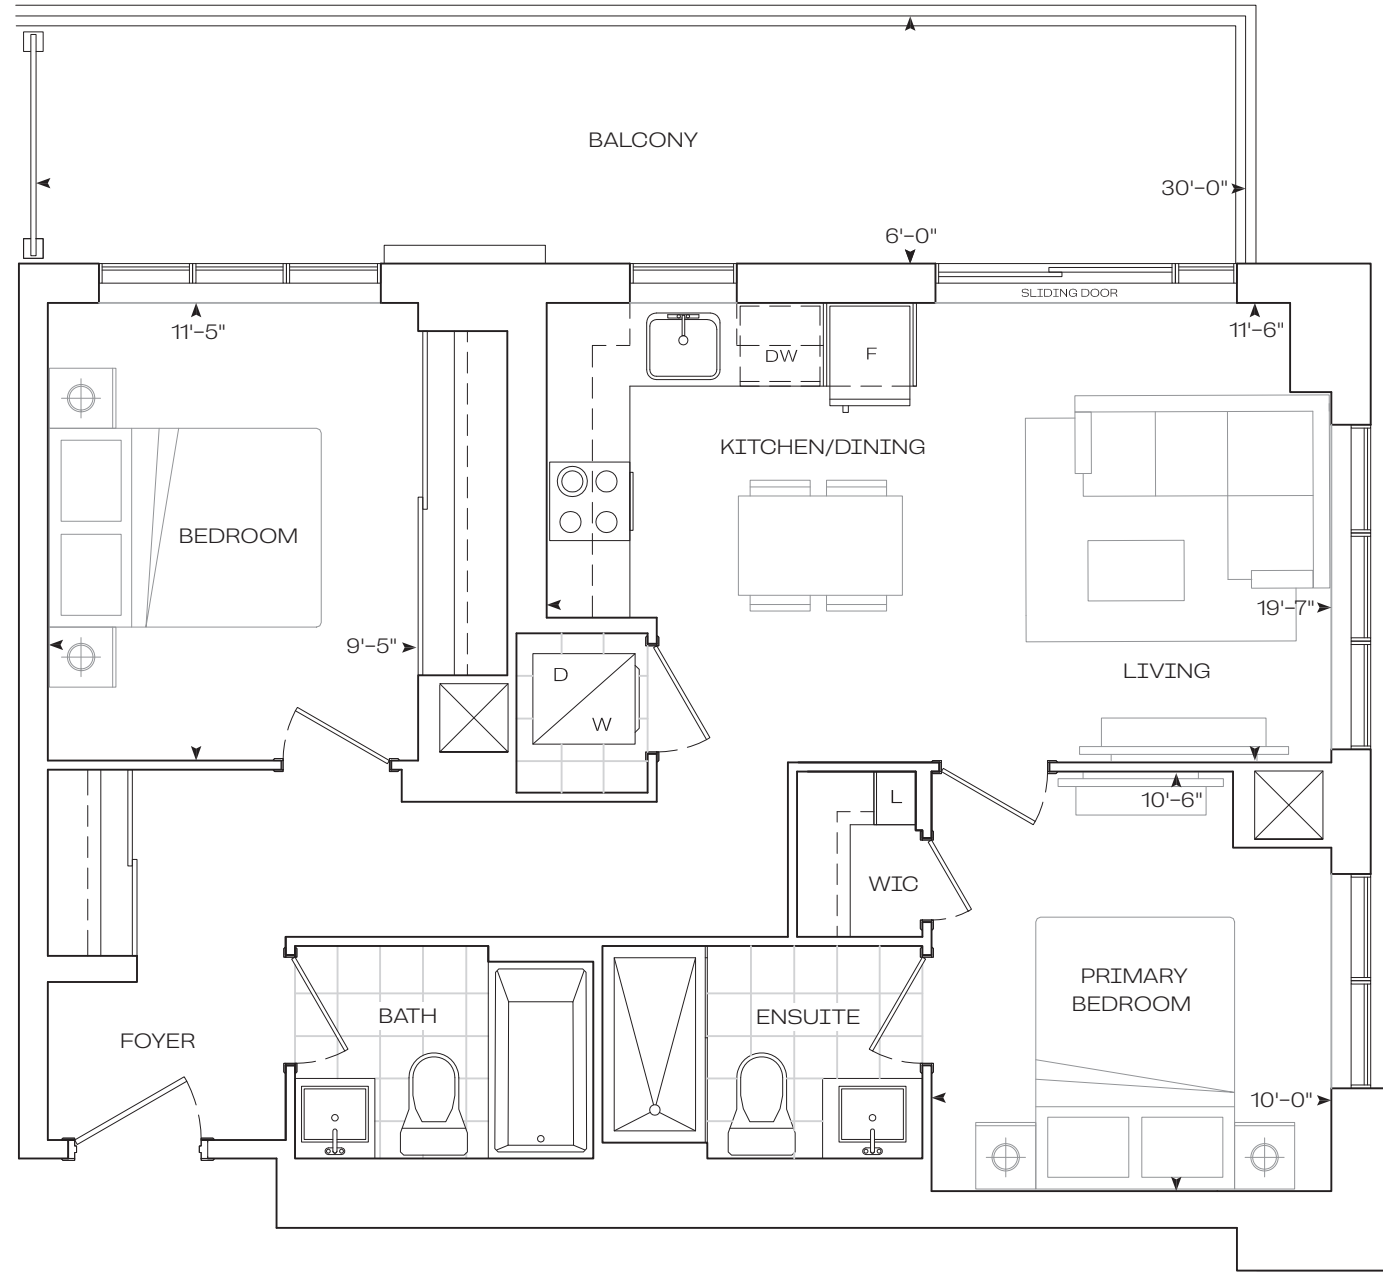 BALCONY
30'-0"
6'-0"
SLIDING DOOR
11'-5"
11'-6"
DW
F
KITCHEN/DINING
BEDROOM
19'-7"
9'-5"
LIVING
D
W
10'-6"
L
WIC
PRIMARY
BEDROOM
BATH
ENSUITE
FOYER
10'-0"